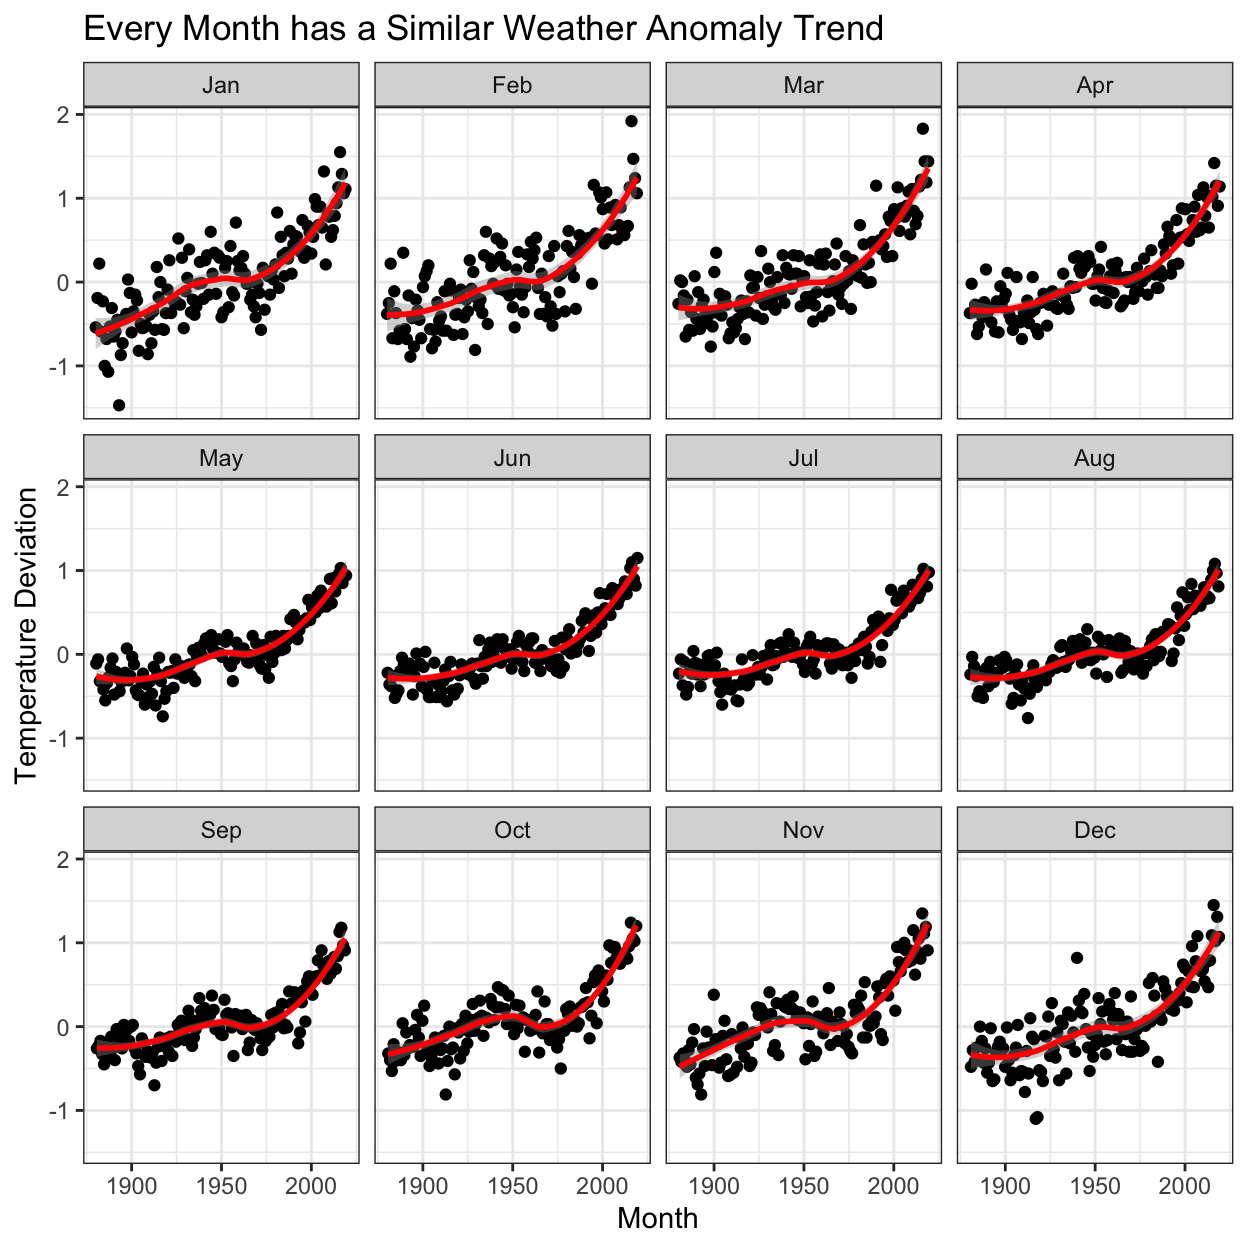 Every Month has a Similar Weather Anomaly Trend
Jan Feb Mar Apr
2
1
0
-1
May Jun Jul Aug
2
1
0
-1
Sep Oct Nov Dec
2
1
0
-1
Temperature Deviation
1900 1950 2000 1900 1950 2000 1900 1950 2000 1900 1950 2000
Month